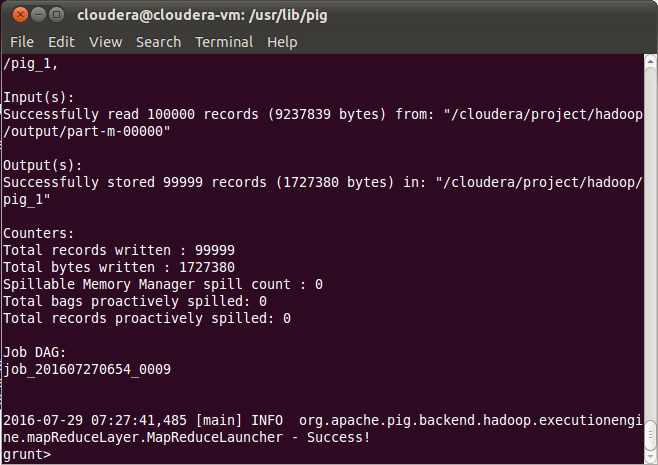 cloudera@cloudera-vm: /usr/lib/pig
File Edit View Search Terminal Help
/pig_1,
Input(s):
Successfully read 100000 records (9237839 bytes) from: "/cloudera/project/hadoop
/output/part-m-00000"
Output(s):
Successfully stored 99999 records (1727380 bytes) in: "/cloudera/project/hadoop/
pig_1"
Counters:
Total records written : 99999
Total bytes written : 1727380
Spillable Memory Manager spill count : 0
Total bags proactively spilled: 0
Total records proactively spilled: 0
Job DAG:
job_201607270654_0009
2016-07-29 07:27:41,485 [main] INFO  org.apache.pig.backend.hadoop.executionengi
ne.mapReduceLayer.MapReduceLauncher - Success!
grunt>